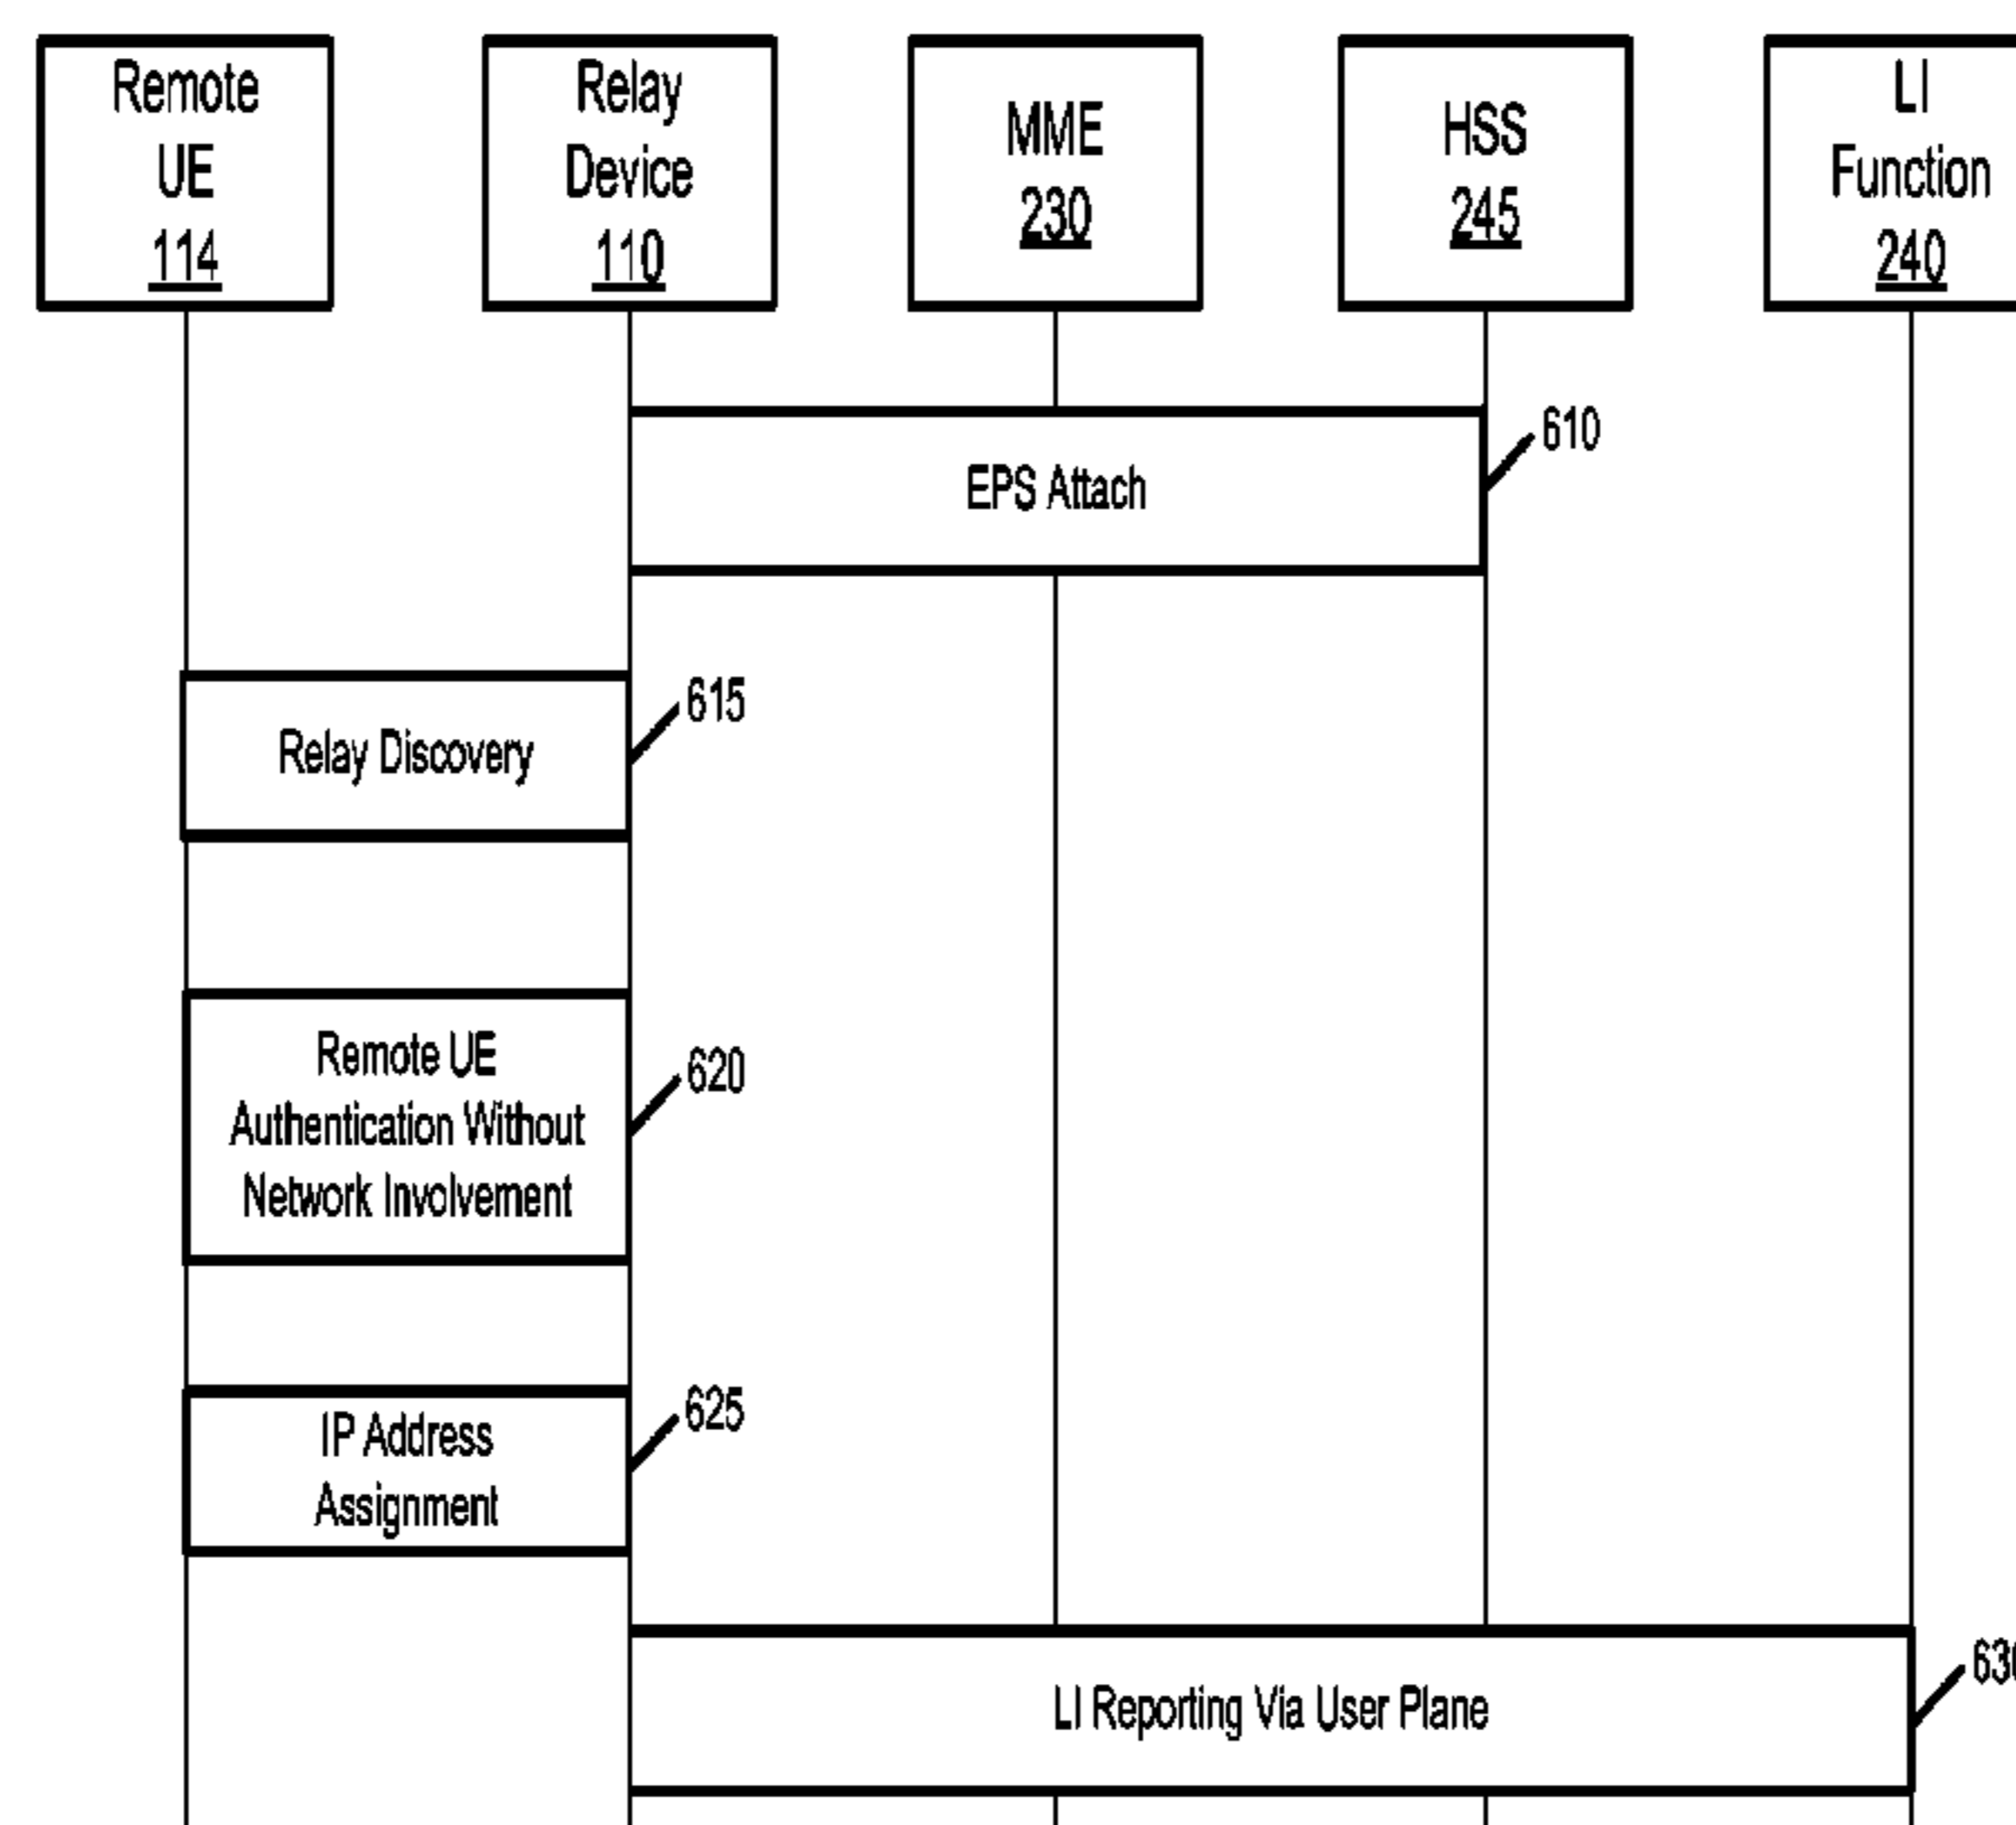 Remote
UE
114
Relay
Device
110
MME
230
HSS
245
LI
Function
240
610
EPS Attach
615
Relay Discovery
Remote UE
620
Authentication Without
Network Involvement
625
IP Address
Assignment
630
LI Reporting Via User Plane